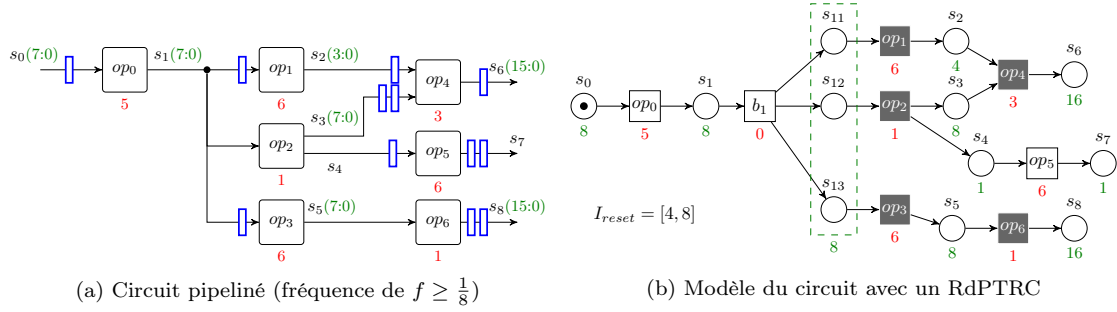 s0(7:0) op0 5 s1(7:0)
op1 6 s2(3:0)
op2 1 s3(7:0) s4
op3 6 s5(7:0)
op4 3 s6(15:0)
op5 6 s7
op6 1 s8(15:0)
(a) Circuit pipeliné (fréquence de f ≥ 1/8)
s0 8 op0 5 s1 8 b1 0
s11 s12 s13 8
op1 6 s2 4
op2 1 s3 8
op4 3 s6 16
s4 1 op5 6 s7 1
op3 6 s5 8 op6 1 s8 16
Ireset = [4, 8]
(b) Modèle du circuit avec un RdPTRC